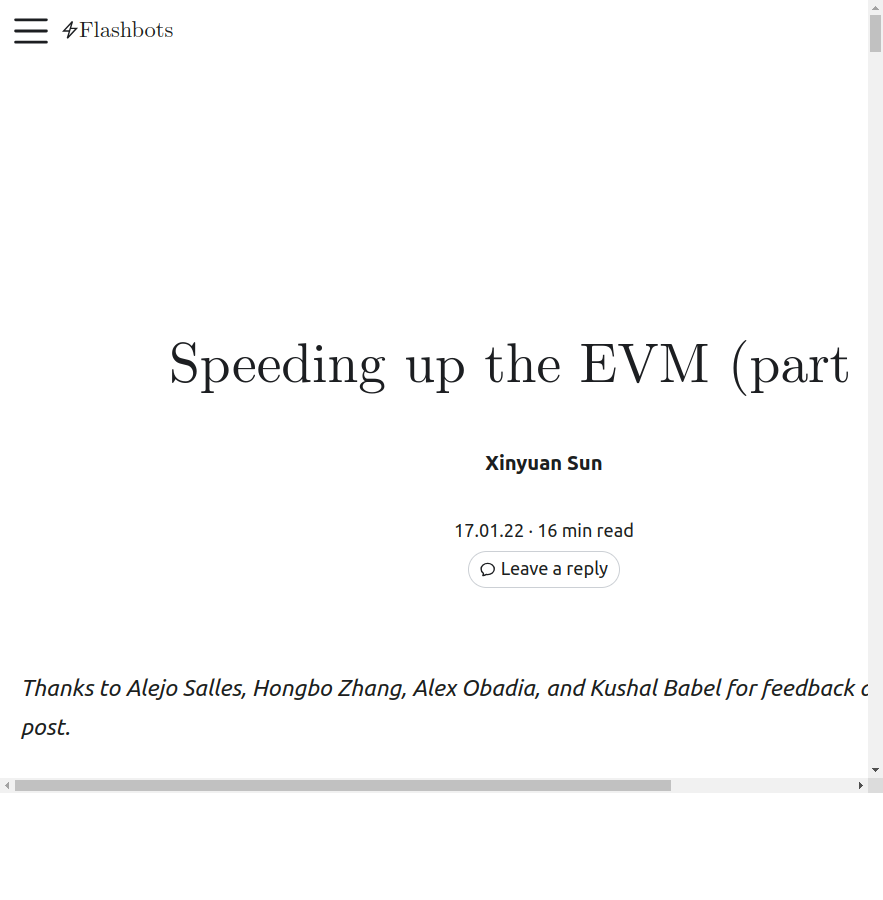 Flashbots
Speeding up the EVM (part
Xinyuan Sun
17.01.22 · 16 min read
Leave a reply
Thanks to Alejo Salles, Hongbo Zhang, Alex Obadia, and Kushal Babel for feedback
post.